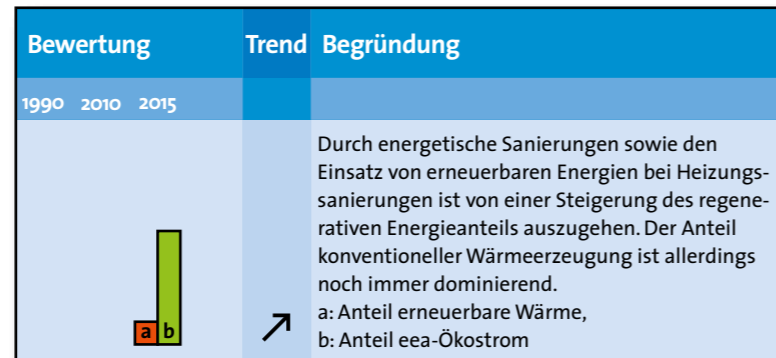 Bewertung Trend Begründung
1990 2010 2015
Durch energetische Sanierungen sowie den
Einsatz von erneuerbaren Energien bei Heizungs-
sanierungen ist von einer Steigerung des regene-
rativen Energieanteils auszugehen. Der Anteil
konventioneller Wärmeerzeugung ist allerdings
noch immer dominierend.
a: Anteil erneuerbare Wärme,
b: Anteil eea-Ökostrom
a b